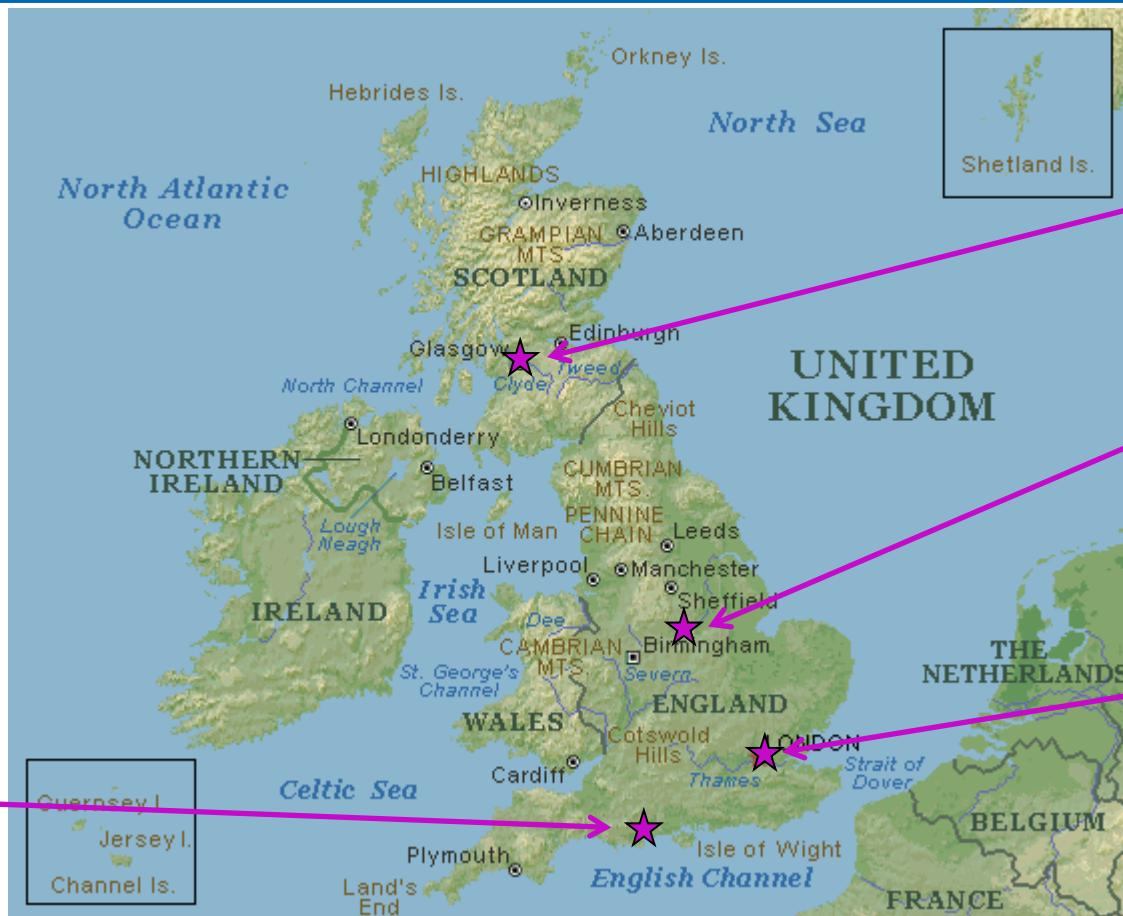 Orkney Is.
Hebrides Is.
North Sea
Shetland Is.
North Atlantic
Ocean
HIGHLANDS
Inverness
GRAMPIAN
MTS.
Aberdeen
SCOTLAND
Edinburgh
Glasgow
Tweed
Clyde
North Channel
UNITED
KINGDOM
Cheviot
Hills
Londonderry
NORTHERN
IRELAND
Belfast
CUMBRIAN
MTS.
Lough
Neagh
Isle of Man
PENNINE
CHAIN
Leeds
Liverpool
Manchester
Sheffield
Irish
Sea
IRELAND
Dee
CAMBRIAN
MTS.
Birmingham
THE
NETHERLANDS
St. George's
Channel
Severn
ENGLAND
WALES
Cotswold
Hills
LONDON
Cardiff
Thames
Strait of
Dover
Celtic Sea
Guernsey I.
Jersey I.
Channel Is.
BELGIUM
Plymouth
Isle of Wight
Land's
End
English Channel
FRANCE